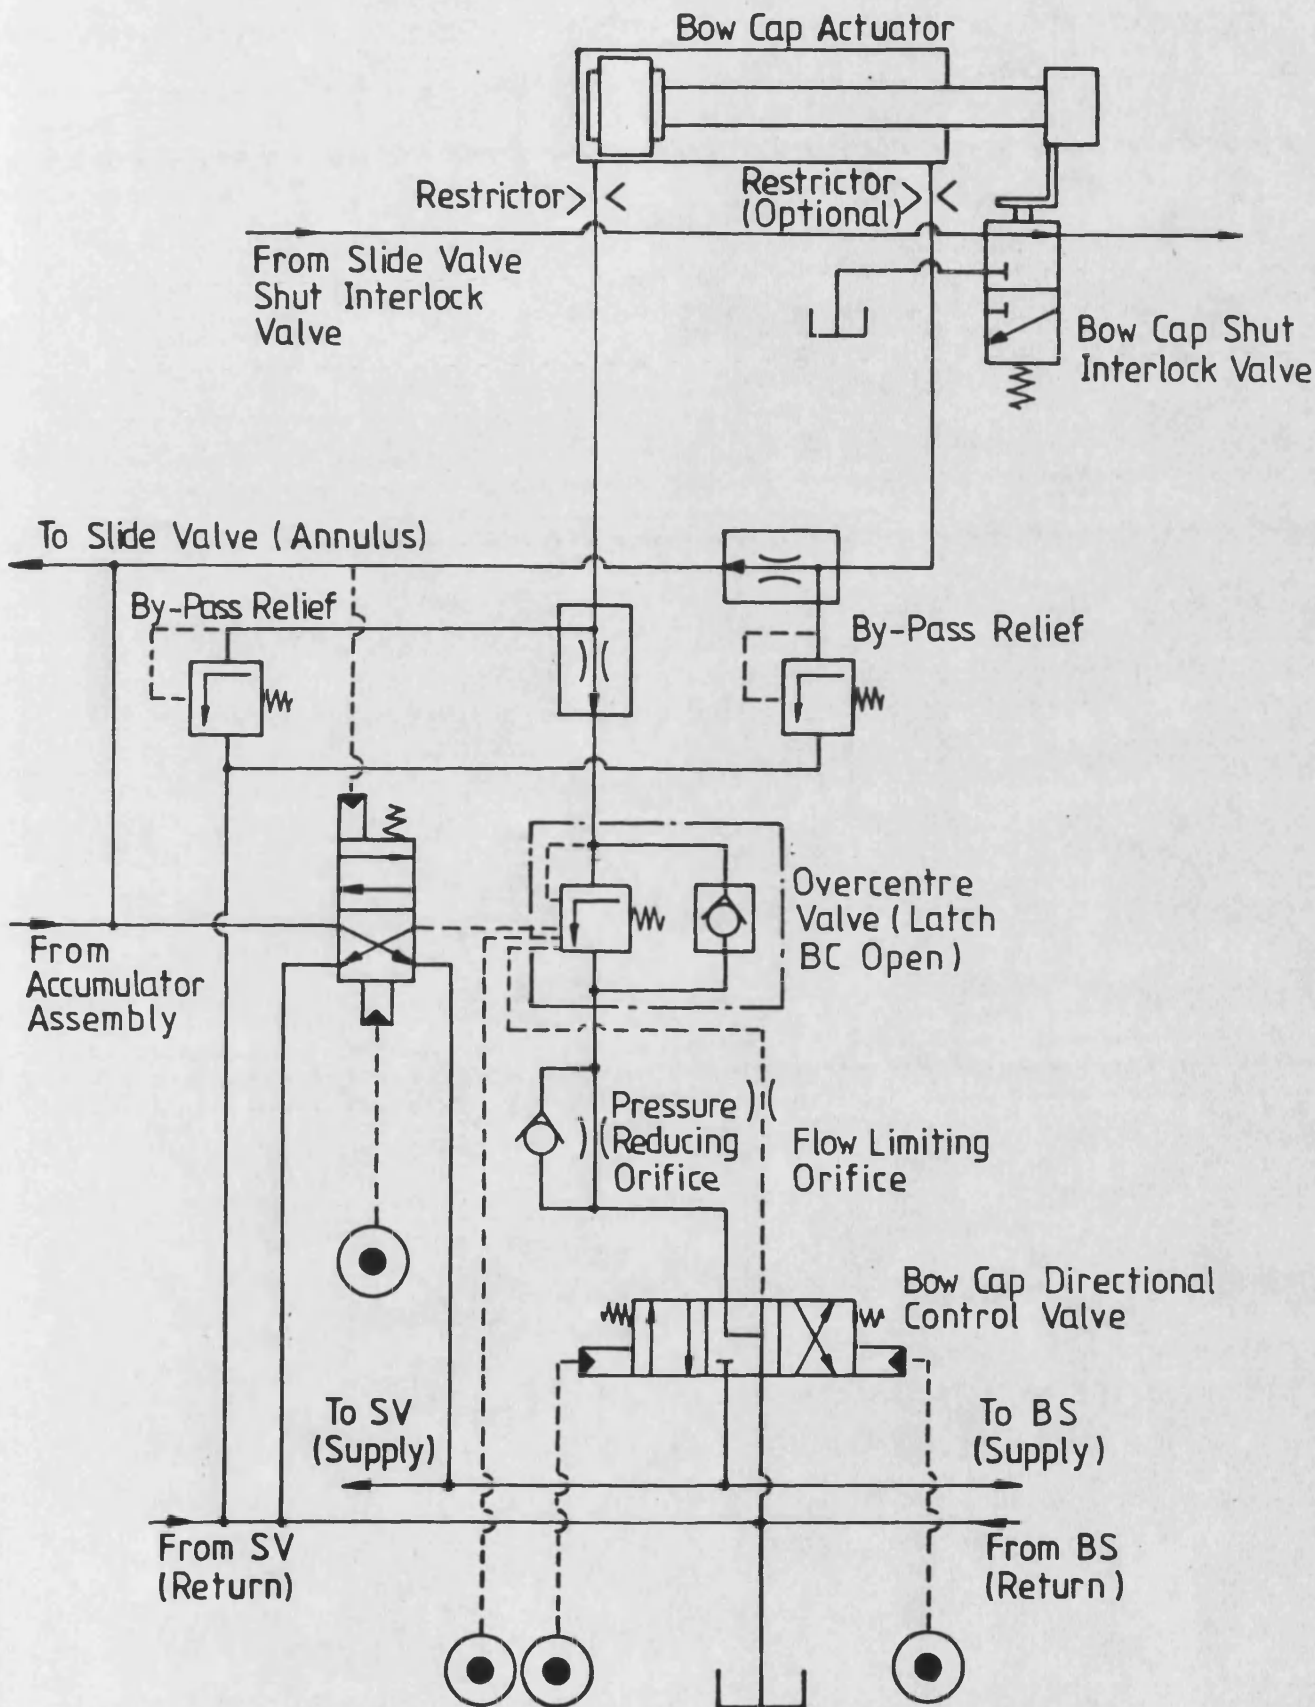 Bow Cap Actuator
Restrictor
Restrictor
(Optional)
From Slide Valve
Shut Interlock
Valve
Bow Cap Shut
Interlock Valve
To Slide Valve (Annulus)
By-Pass Relief
By-Pass Relief
Overcentre
Valve (Latch
BC Open)
From
Accumulator
Assembly
Pressure
Reducing
Orifice
Flow Limiting
Orifice
Bow Cap Directional
Control Valve
To SV
(Supply)
To BS
(Supply)
From SV
(Return)
From BS
(Return)